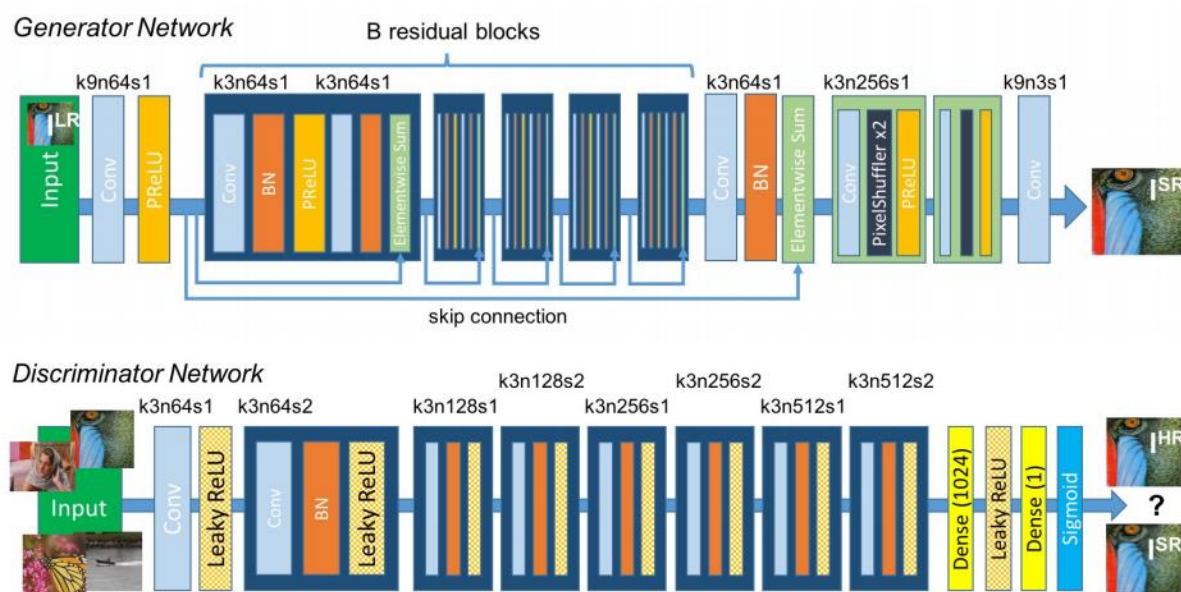 Generator Network
B residual blocks
k9n64s1
k3n64s1
k3n64s1
k3n64s1
k3n256s1
k9n3s1
I^LR
Input
Conv
PReLU
Conv
BN
PReLU
Elementwise Sum
Conv
BN
Elementwise Sum
Conv
PixelShuffler x2
PReLU
Conv
I^SR
skip connection
Discriminator Network
k3n64s1
k3n64s2
k3n128s1
k3n128s2
k3n256s1
k3n256s2
k3n512s1
k3n512s2
Input
Conv
Leaky ReLU
Conv
BN
Leaky ReLU
Dense (1024)
Leaky ReLU
Dense (1)
Sigmoid
I^HR
?
I^SR